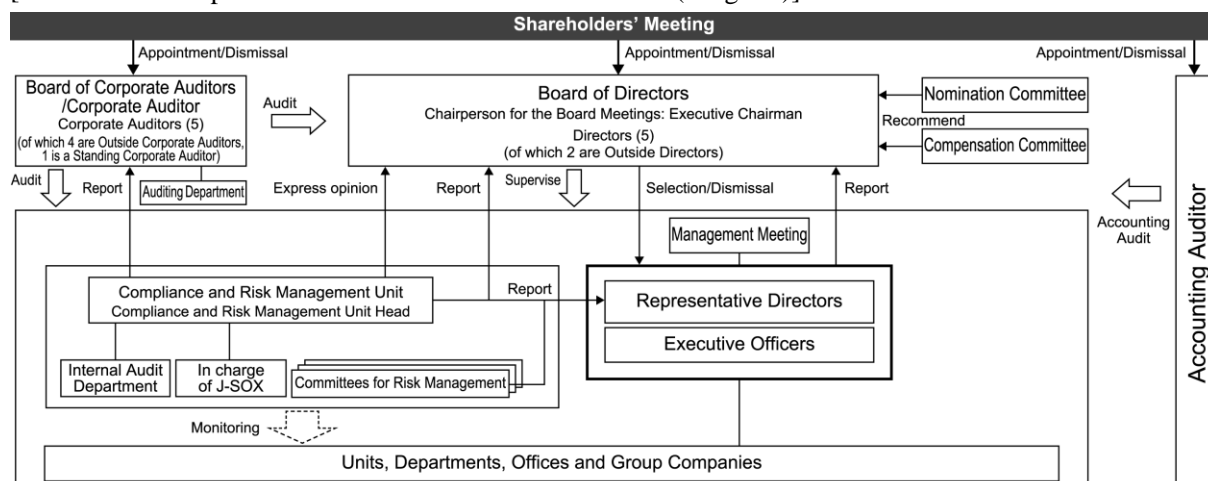 Shareholders' Meeting
Appointment/Dismissal
Appointment/Dismissal
Appointment/Dismissal
Board of Corporate Auditors
/Corporate Auditor
Corporate Auditors (5)
(of which 4 are Outside Corporate Auditors,
1 is a Standing Corporate Auditor)
Audit
Board of Directors
Chairperson for the Board Meetings: Executive Chairman
Directors (5)
(of which 2 are Outside Directors)
Nomination Committee
Recommend
Compensation Committee
Audit
Report
Auditing Department
Express opinion
Report
Supervise
Selection/Dismissal
Report
Accounting
Audit
Accounting Auditor
Management Meeting
Compliance and Risk Management Unit
Compliance and Risk Management Unit Head
Report
Representative Directors
Executive Officers
Internal Audit
Department
In charge
of J-SOX
Committees for Risk Management
Monitoring
Units, Departments, Offices and Group Companies